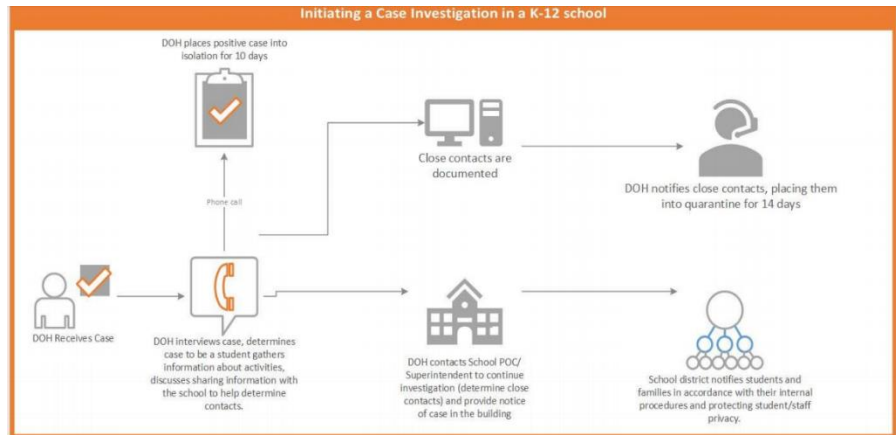 Initiating a Case Investigation in a K-12 school
DOH places positive case into
isolation for 10 days
Phone call
Close contacts are
documented
DOH notifies close contacts, placing them
into quarantine for 14 days
DOH Receives Case
DOH interviews case, determines
case to be a student gathers
information about activities,
discusses sharing information with
the school to help determine
contacts.
DOH contacts School POC/
Superintendent to continue
investigation (determine close
contacts) and provide notice
of case in the building
School district notifies students and
families in accordance with their internal
procedures and protecting student/staff
privacy.